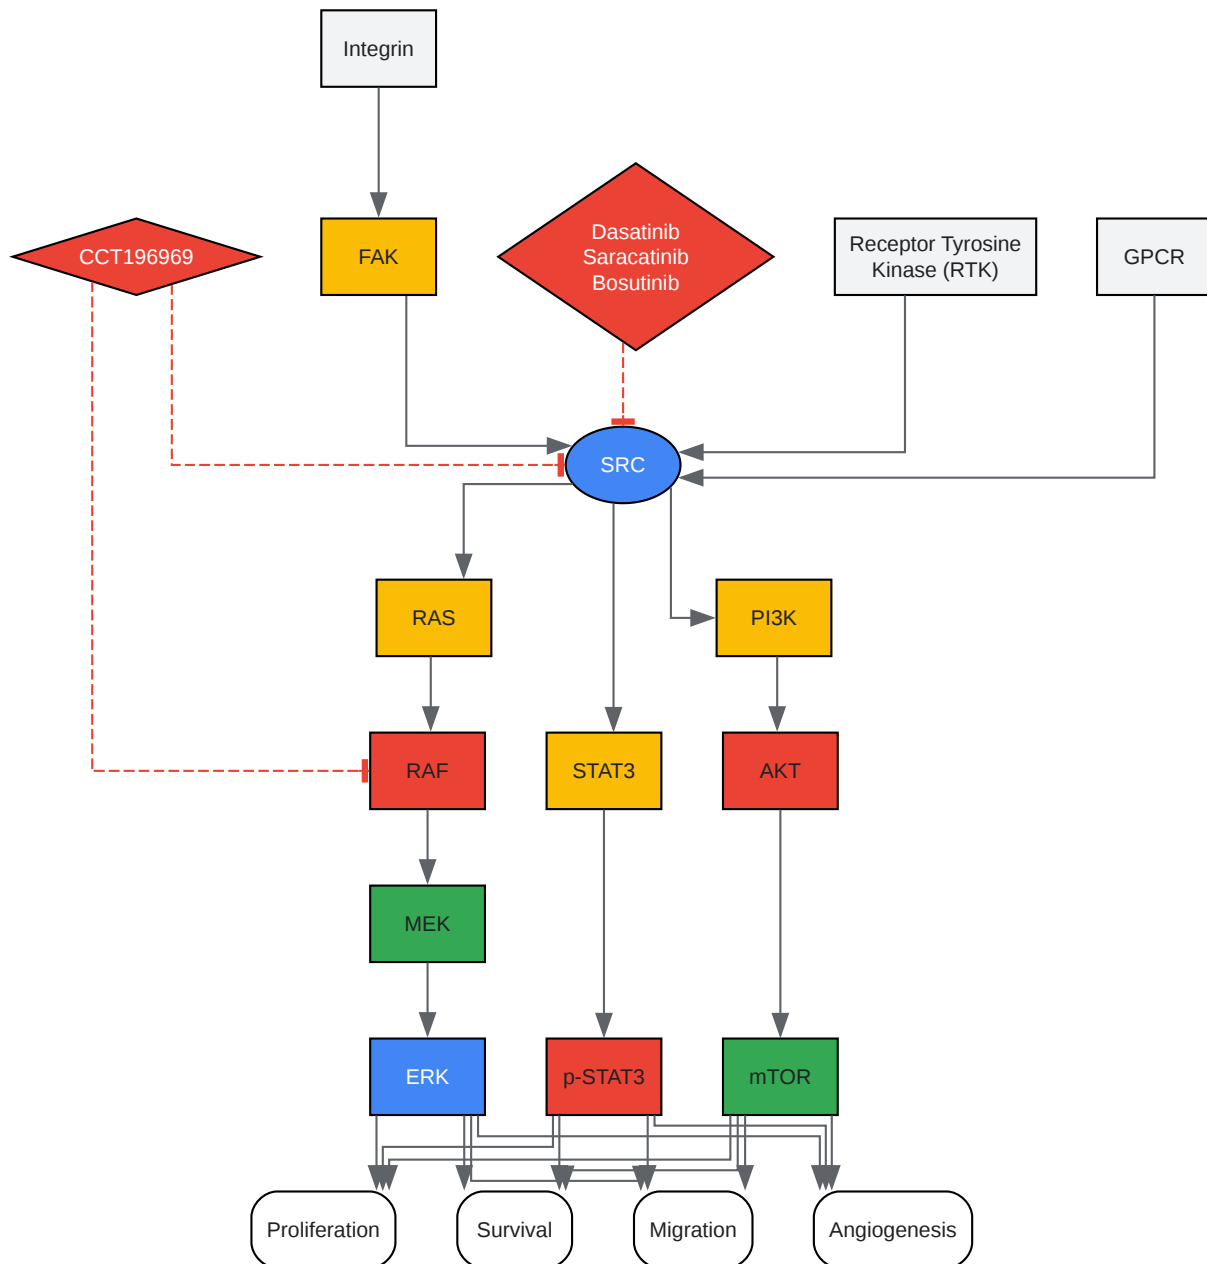 Integrin
CCT196969
FAK
Dasatinib
Saracatinib
Bosutinib
Receptor Tyrosine
Kinase (RTK)
GPCR
SRC
RAS
PI3K
RAF
STAT3
AKT
MEK
ERK
p-STAT3
mTOR
Proliferation
Survival
Migration
Angiogenesis